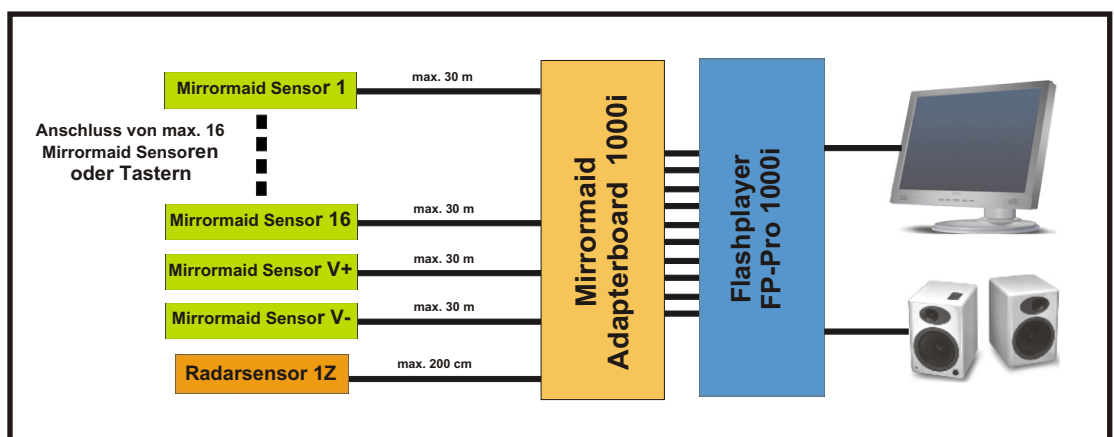 Mirrormaid Sensor 1
max. 30 m
Anschluss von max. 16
Mirrormaid Sensoren
oder Tastern
Mirrormaid Sensor 16
max. 30 m
Mirrormaid Sensor V+
max. 30 m
Mirrormaid Sensor V-
max. 30 m
Radarsensor 1Z
max. 200 cm
Mirrormaid
Adapterboard 1000i
Flashplayer
FP-Pro 1000i